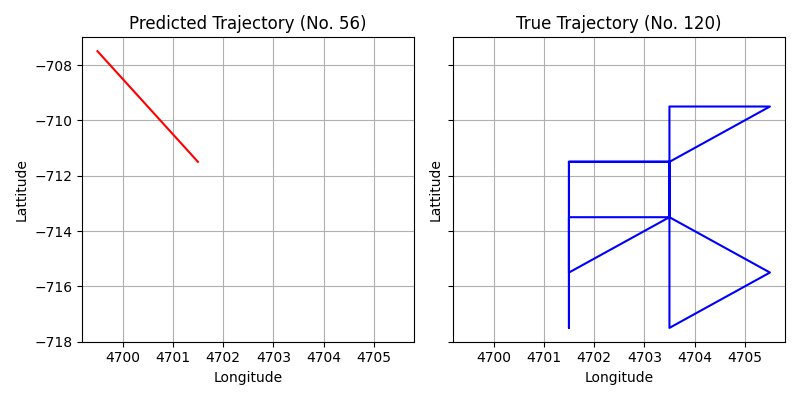 Predicted Trajectory (No. 56)
True Trajectory (No. 120)
−708
−710
−712
−714
−716
−718
Lattitude
4700 4701 4702 4703 4704 4705
Longitude
Lattitude
4700 4701 4702 4703 4704 4705
Longitude